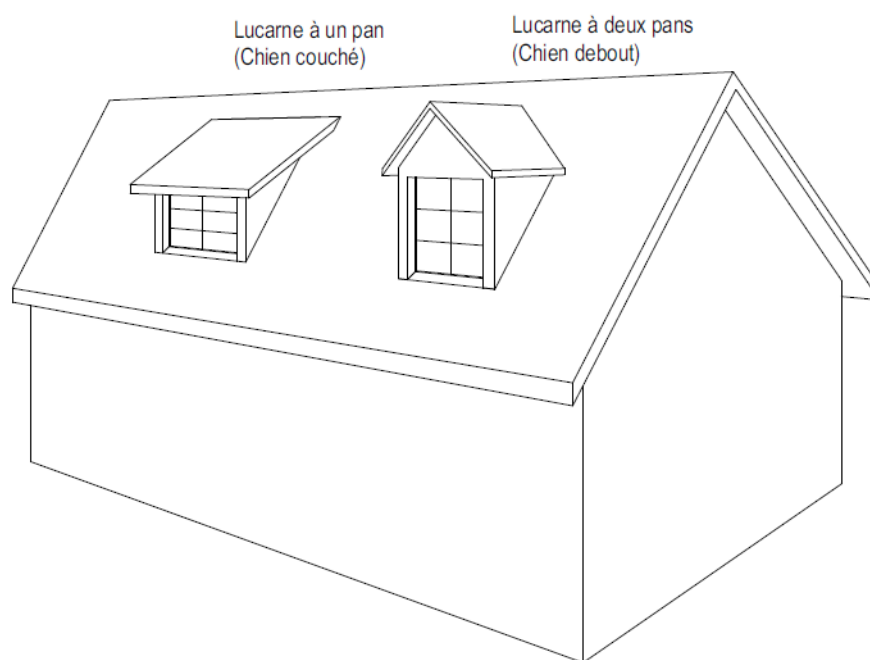 Lucarne à un pan
(Chien couché)
Lucarne à deux pans
(Chien debout)